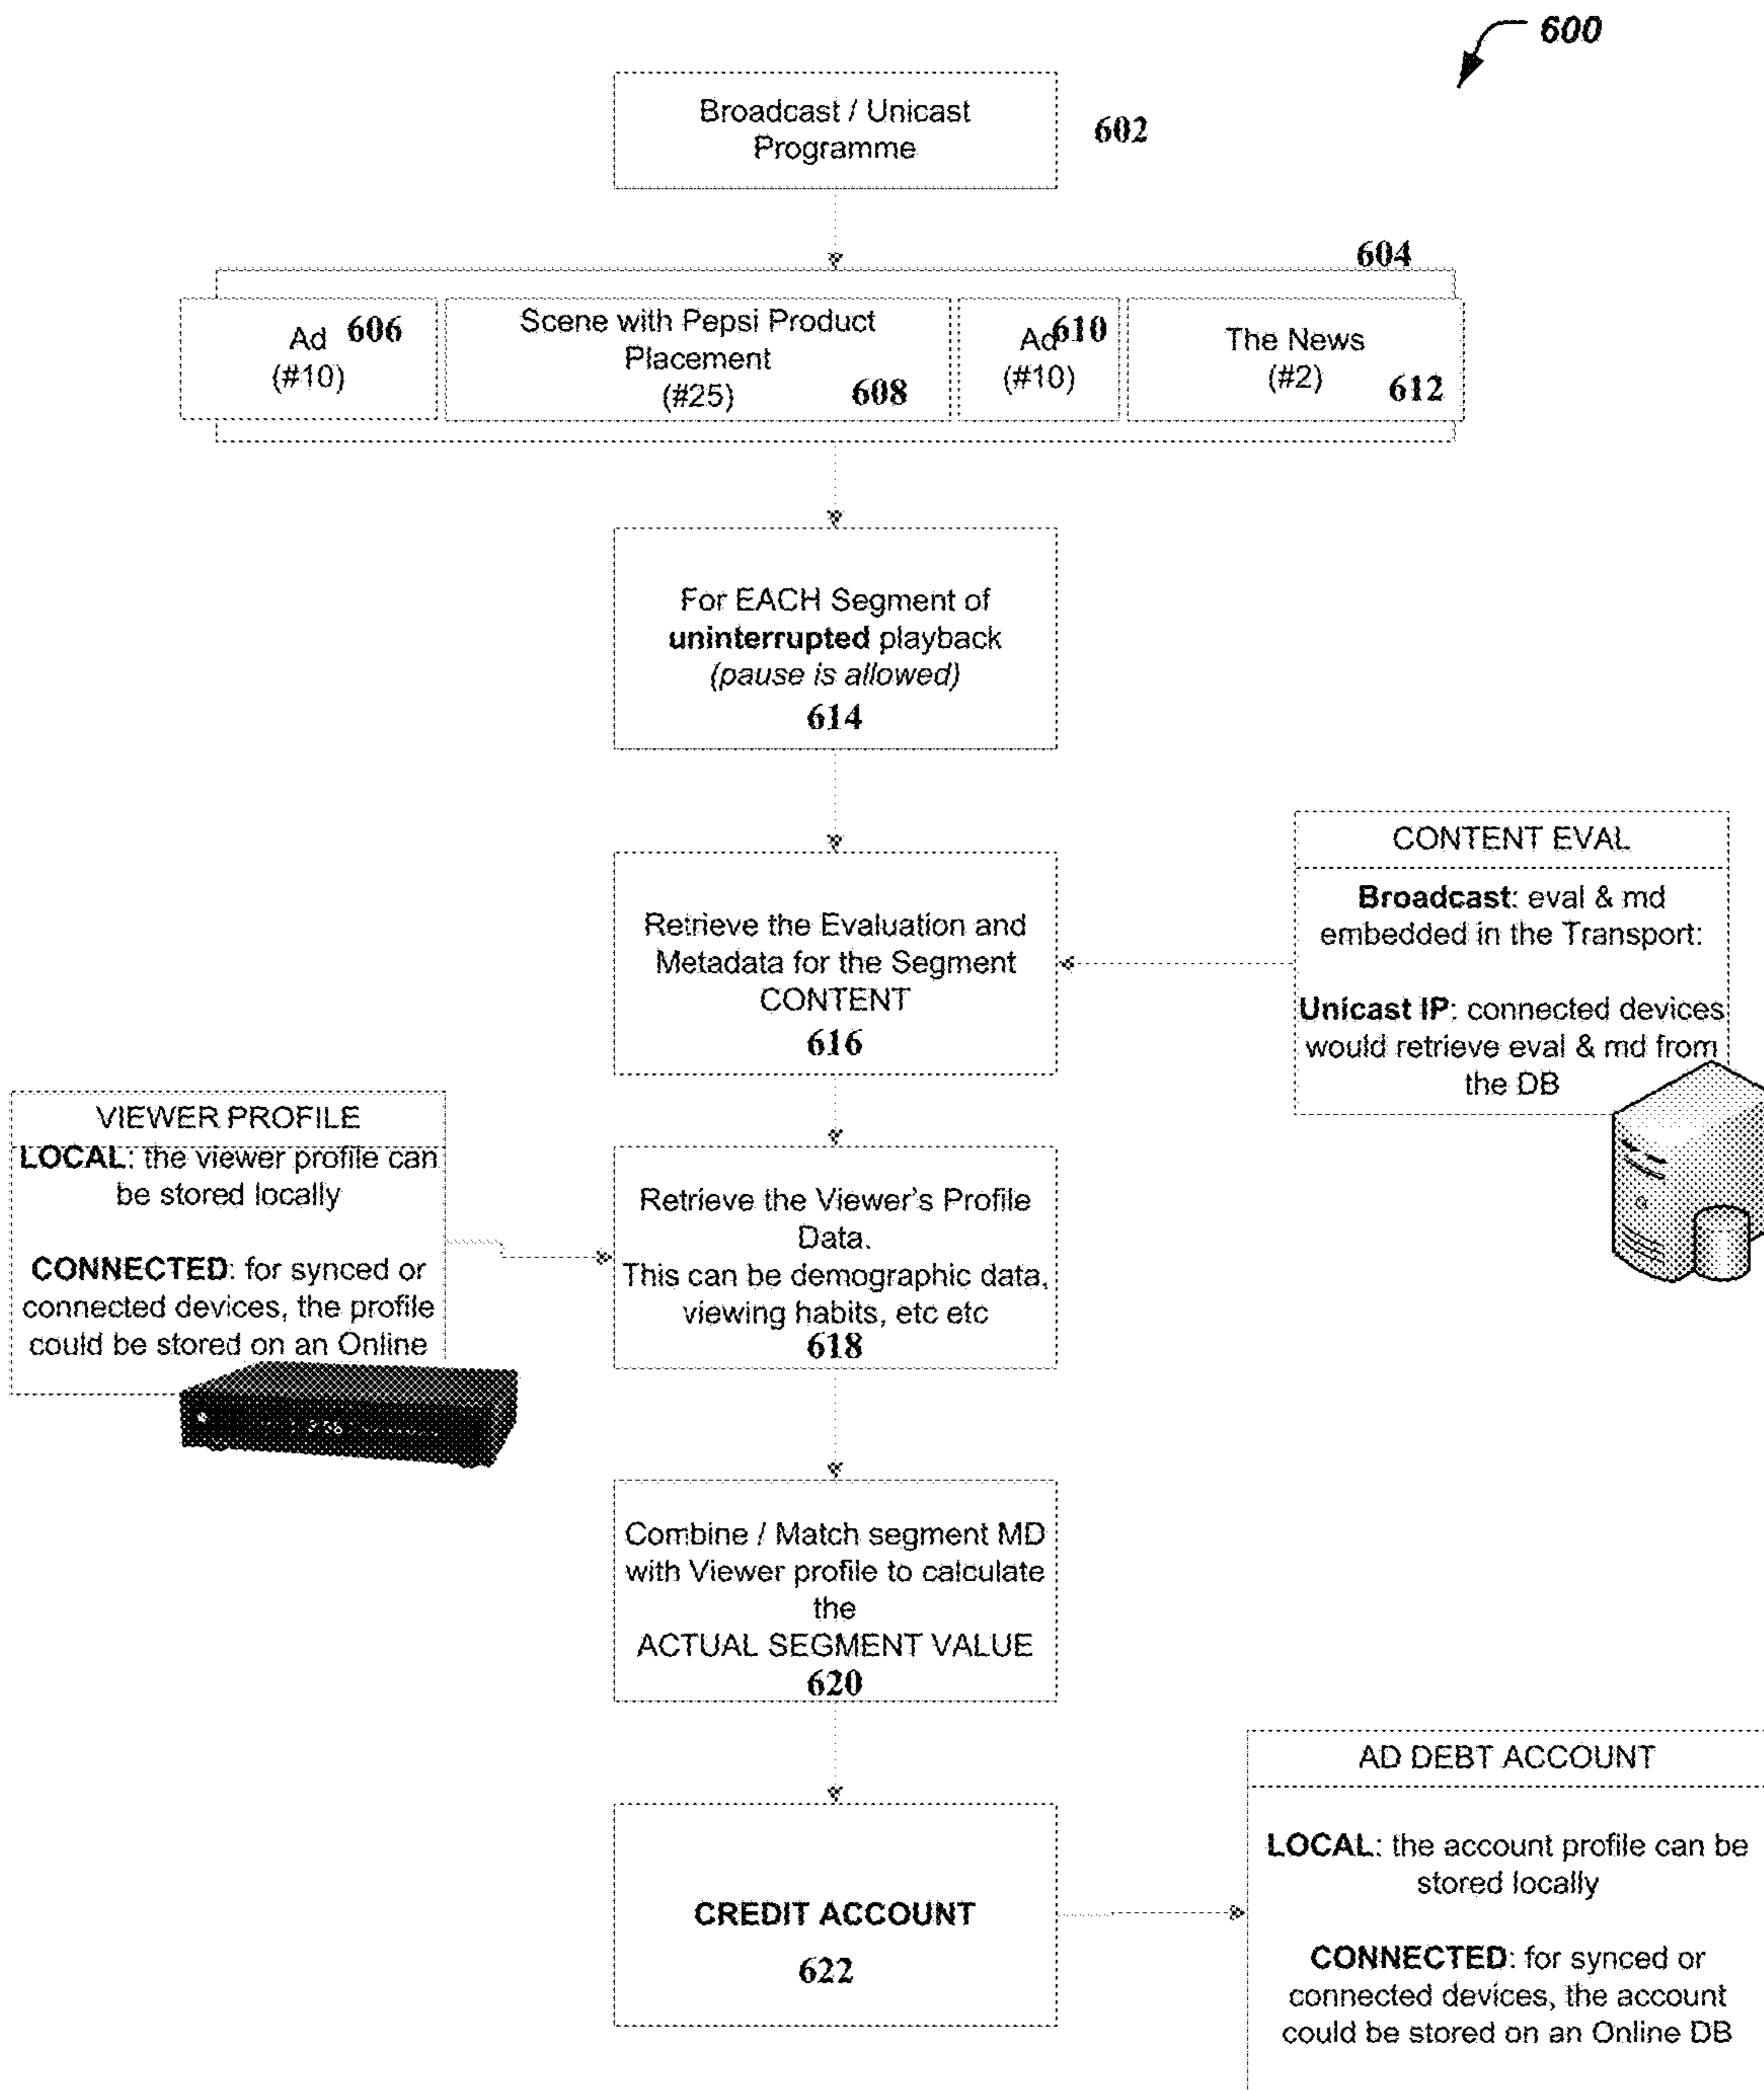 600
Broadcast / Unicast
Programme
602
604
Ad 606
(#10)
Scene with Pepsi Product
Placement
(#25) 608
Ad 610
(#10)
The News
(#2) 612
For EACH Segment of
uninterrupted playback
(pause is allowed)
614
CONTENT EVAL
Broadcast: eval & md
embedded in the Transport:
Unicast IP: connected devices
would retrieve eval & md from
the DB
Retrieve the Evaluation and
Metadata for the Segment
CONTENT
616
VIEWER PROFILE
LOCAL: the viewer profile can
be stored locally
CONNECTED: for synced or
connected devices, the profile
could be stored on an Online
Retrieve the Viewer's Profile
Data.
This can be demographic data,
viewing habits, etc etc
618
Combine / Match segment MD
with Viewer profile to calculate
the
ACTUAL SEGMENT VALUE
620
CREDIT ACCOUNT
622
AD DEBT ACCOUNT
LOCAL: the account profile can be
stored locally
CONNECTED: for synced or
connected devices, the account
could be stored on an Online DB